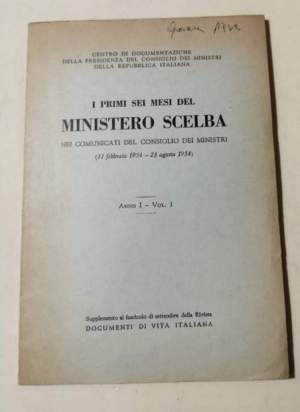 CENTRO DI DOCUMENTAZIONE
DELLA PRESIDENZA DEL CONSIGLIO DEI MINISTRI
DELLA REPUBBLICA ITALIANA
I PRIMI SEI MESI DEL
MINISTERO SCELBA
NEI COMUNICATI DEL CONSIGLIO DEI MINISTRI
(11 febbraio 1954 - 28 agosto 1954)
ANNO I - VOL. 1
Supplemento al fascicolo di settembre della Rivista
DOCUMENTI DI VITA ITALIANA